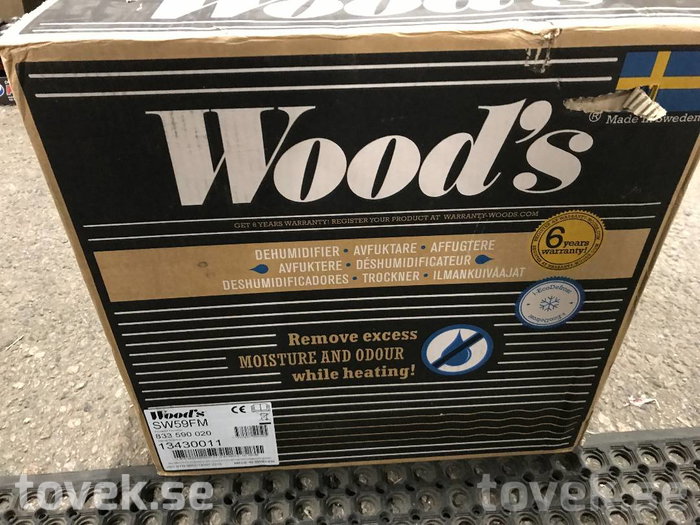 Wood's
®
Made in Sweden
GET 6 YEARS WARRANTY! REGISTER YOUR PRODUCT AT WARRANTY-WOODS.COM
DEHUMIDIFIER · AVFUKTARE · AFFUGTERE
AVFUKTERE · DÉSHUMIDIFICATEUR
DESHUMIDIFICADORES · TROCKNER · ILMANKUIVAAJAT
6 years
warranty!
EcoDefrost
Remove excess
MOISTURE AND ODOUR
while heating!
Wood's
CE
SW59FM
833 590 020
13430011
tovek.se
tovek.se